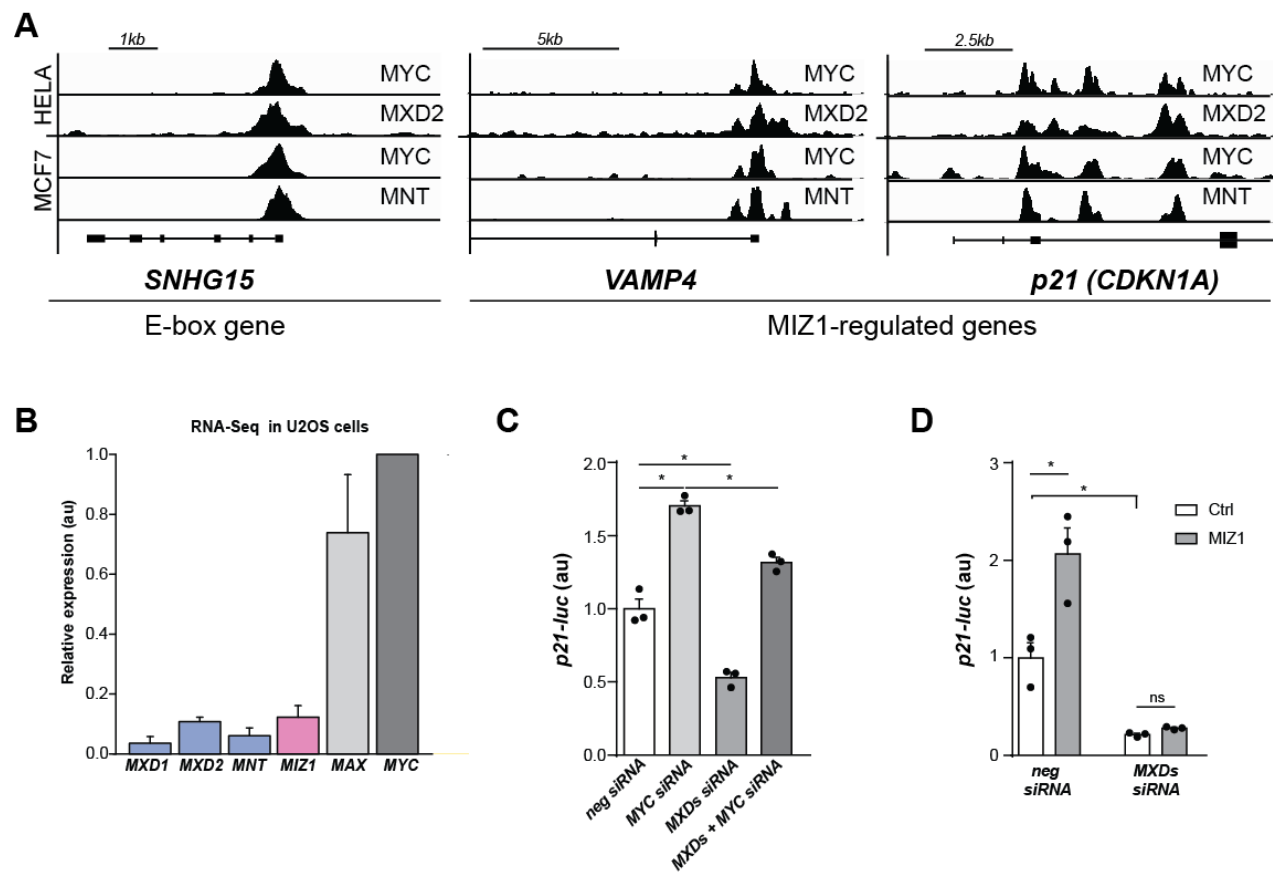 A
1kb
5kb
2.5kb
HELA
MCF7
MYC
MXD2
MYC
MNT
MYC
MXD2
MYC
MNT
MYC
MXD2
MYC
MNT
SNHG15
VAMP4
p21 (CDKN1A)
E-box gene
MIZ1-regulated genes
B
RNA-Seq in U2OS cells
Relative expression (au)
1.0
0.8
0.6
0.4
0.2
0.0
MXD1 MXD2 MNT MIZ1 MAX MYC
C
p21-luc (au)
2.0
1.5
1.0
0.5
0.0
* 
* *
neg siRNA
MYC siRNA
MXDs siRNA
MXDs + MYC siRNA
D
p21-luc (au)
3
2
1
0
*
*
ns
Ctrl
MIZ1
neg
siRNA
MXDs
siRNA